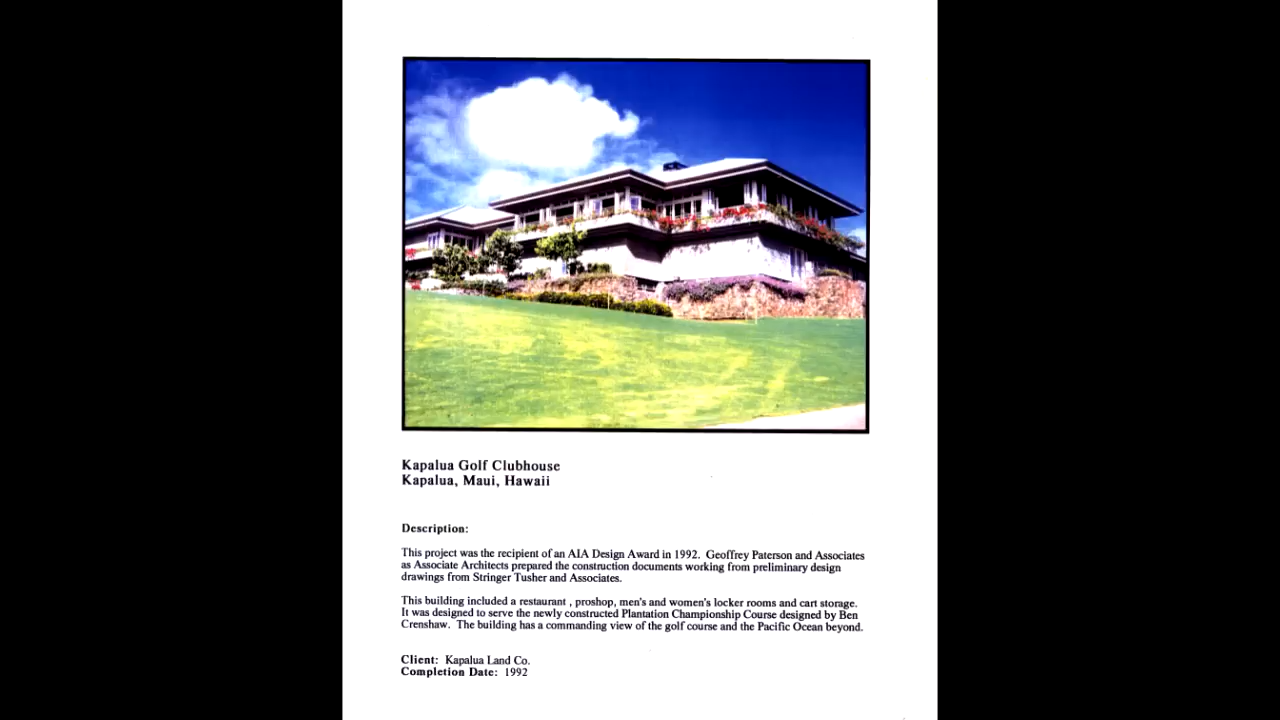 Kapalua Golf Clubhouse
Kapalua, Maui, Hawaii
Description:
This project was the recipient of an AIA Design Award in 1992. Geoffrey Paterson and Associates
as Associate Architects prepared the construction documents working from preliminary design
drawings from Stringer Tusher and Associates.
This building included a restaurant , proshop, men's and women's locker rooms and cart storage.
It was designed to serve the newly constructed Plantation Championship Course designed by Ben
Crenshaw. The building has a commanding view of the golf course and the Pacific Ocean beyond.
Client: Kapalua Land Co.
Completion Date: 1992